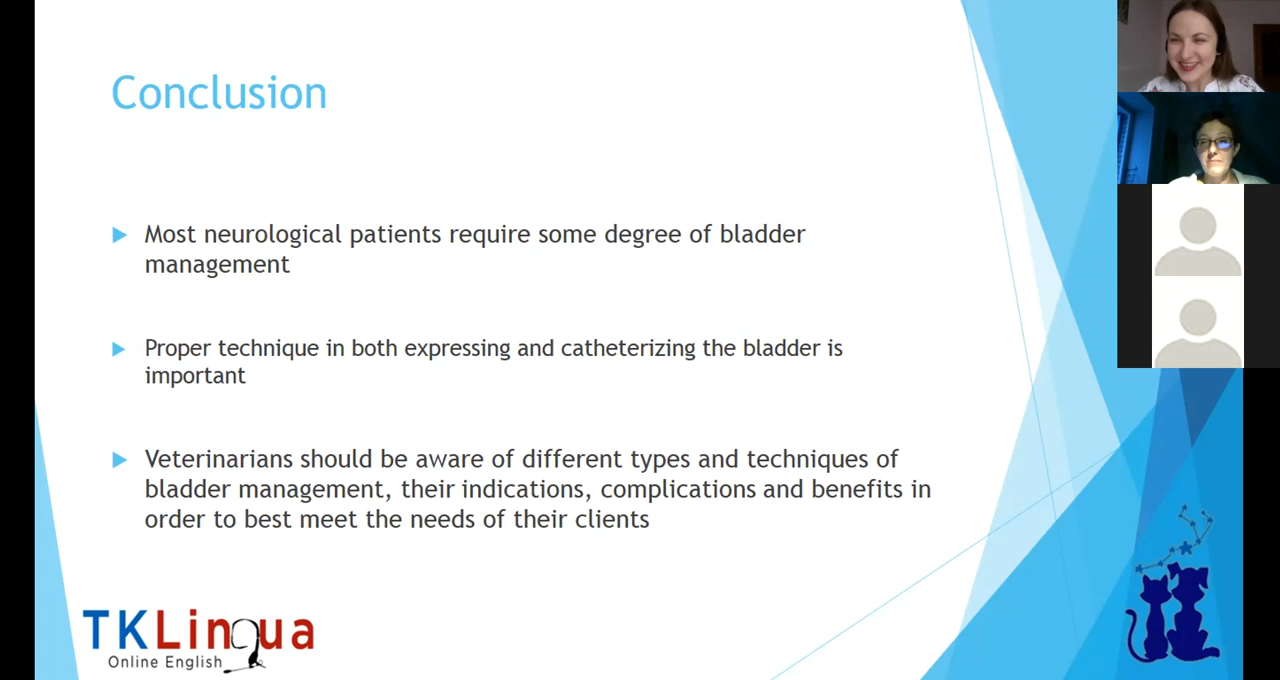 Conclusion
Most neurological patients require some degree of bladder
management
Proper technique in both expressing and catheterizing the bladder is
important
Veterinarians should be aware of different types and techniques of
bladder management, their indications, complications and benefits in
order to best meet the needs of their clients
TKLingua
Online English